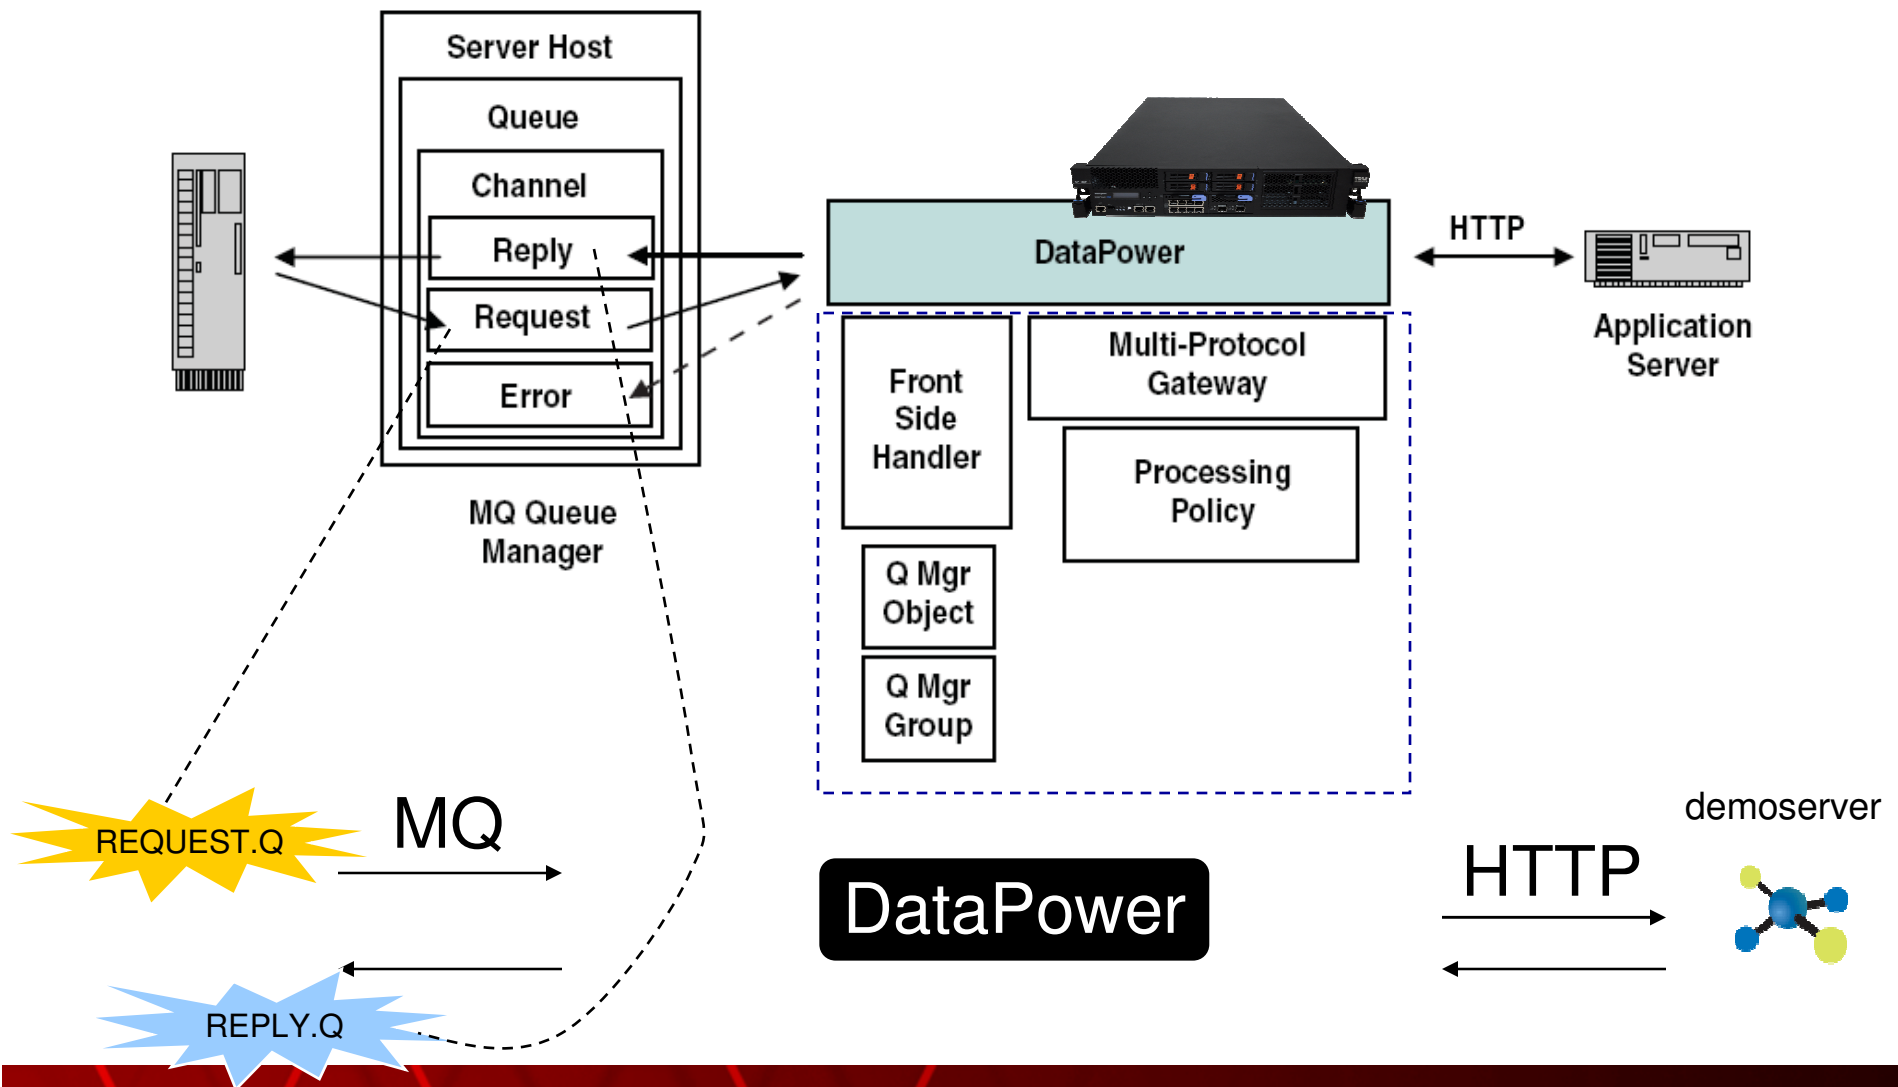 Server Host
Queue
Channel
Reply
Request
Error
MQ Queue
Manager
DataPower
HTTP
Application
Server
Front
Side
Handler
Multi-Protocol
Gateway
Processing
Policy
Q Mgr
Object
Q Mgr
Group
REQUEST.Q
MQ
REPLY.Q
DataPower
HTTP
demoserver